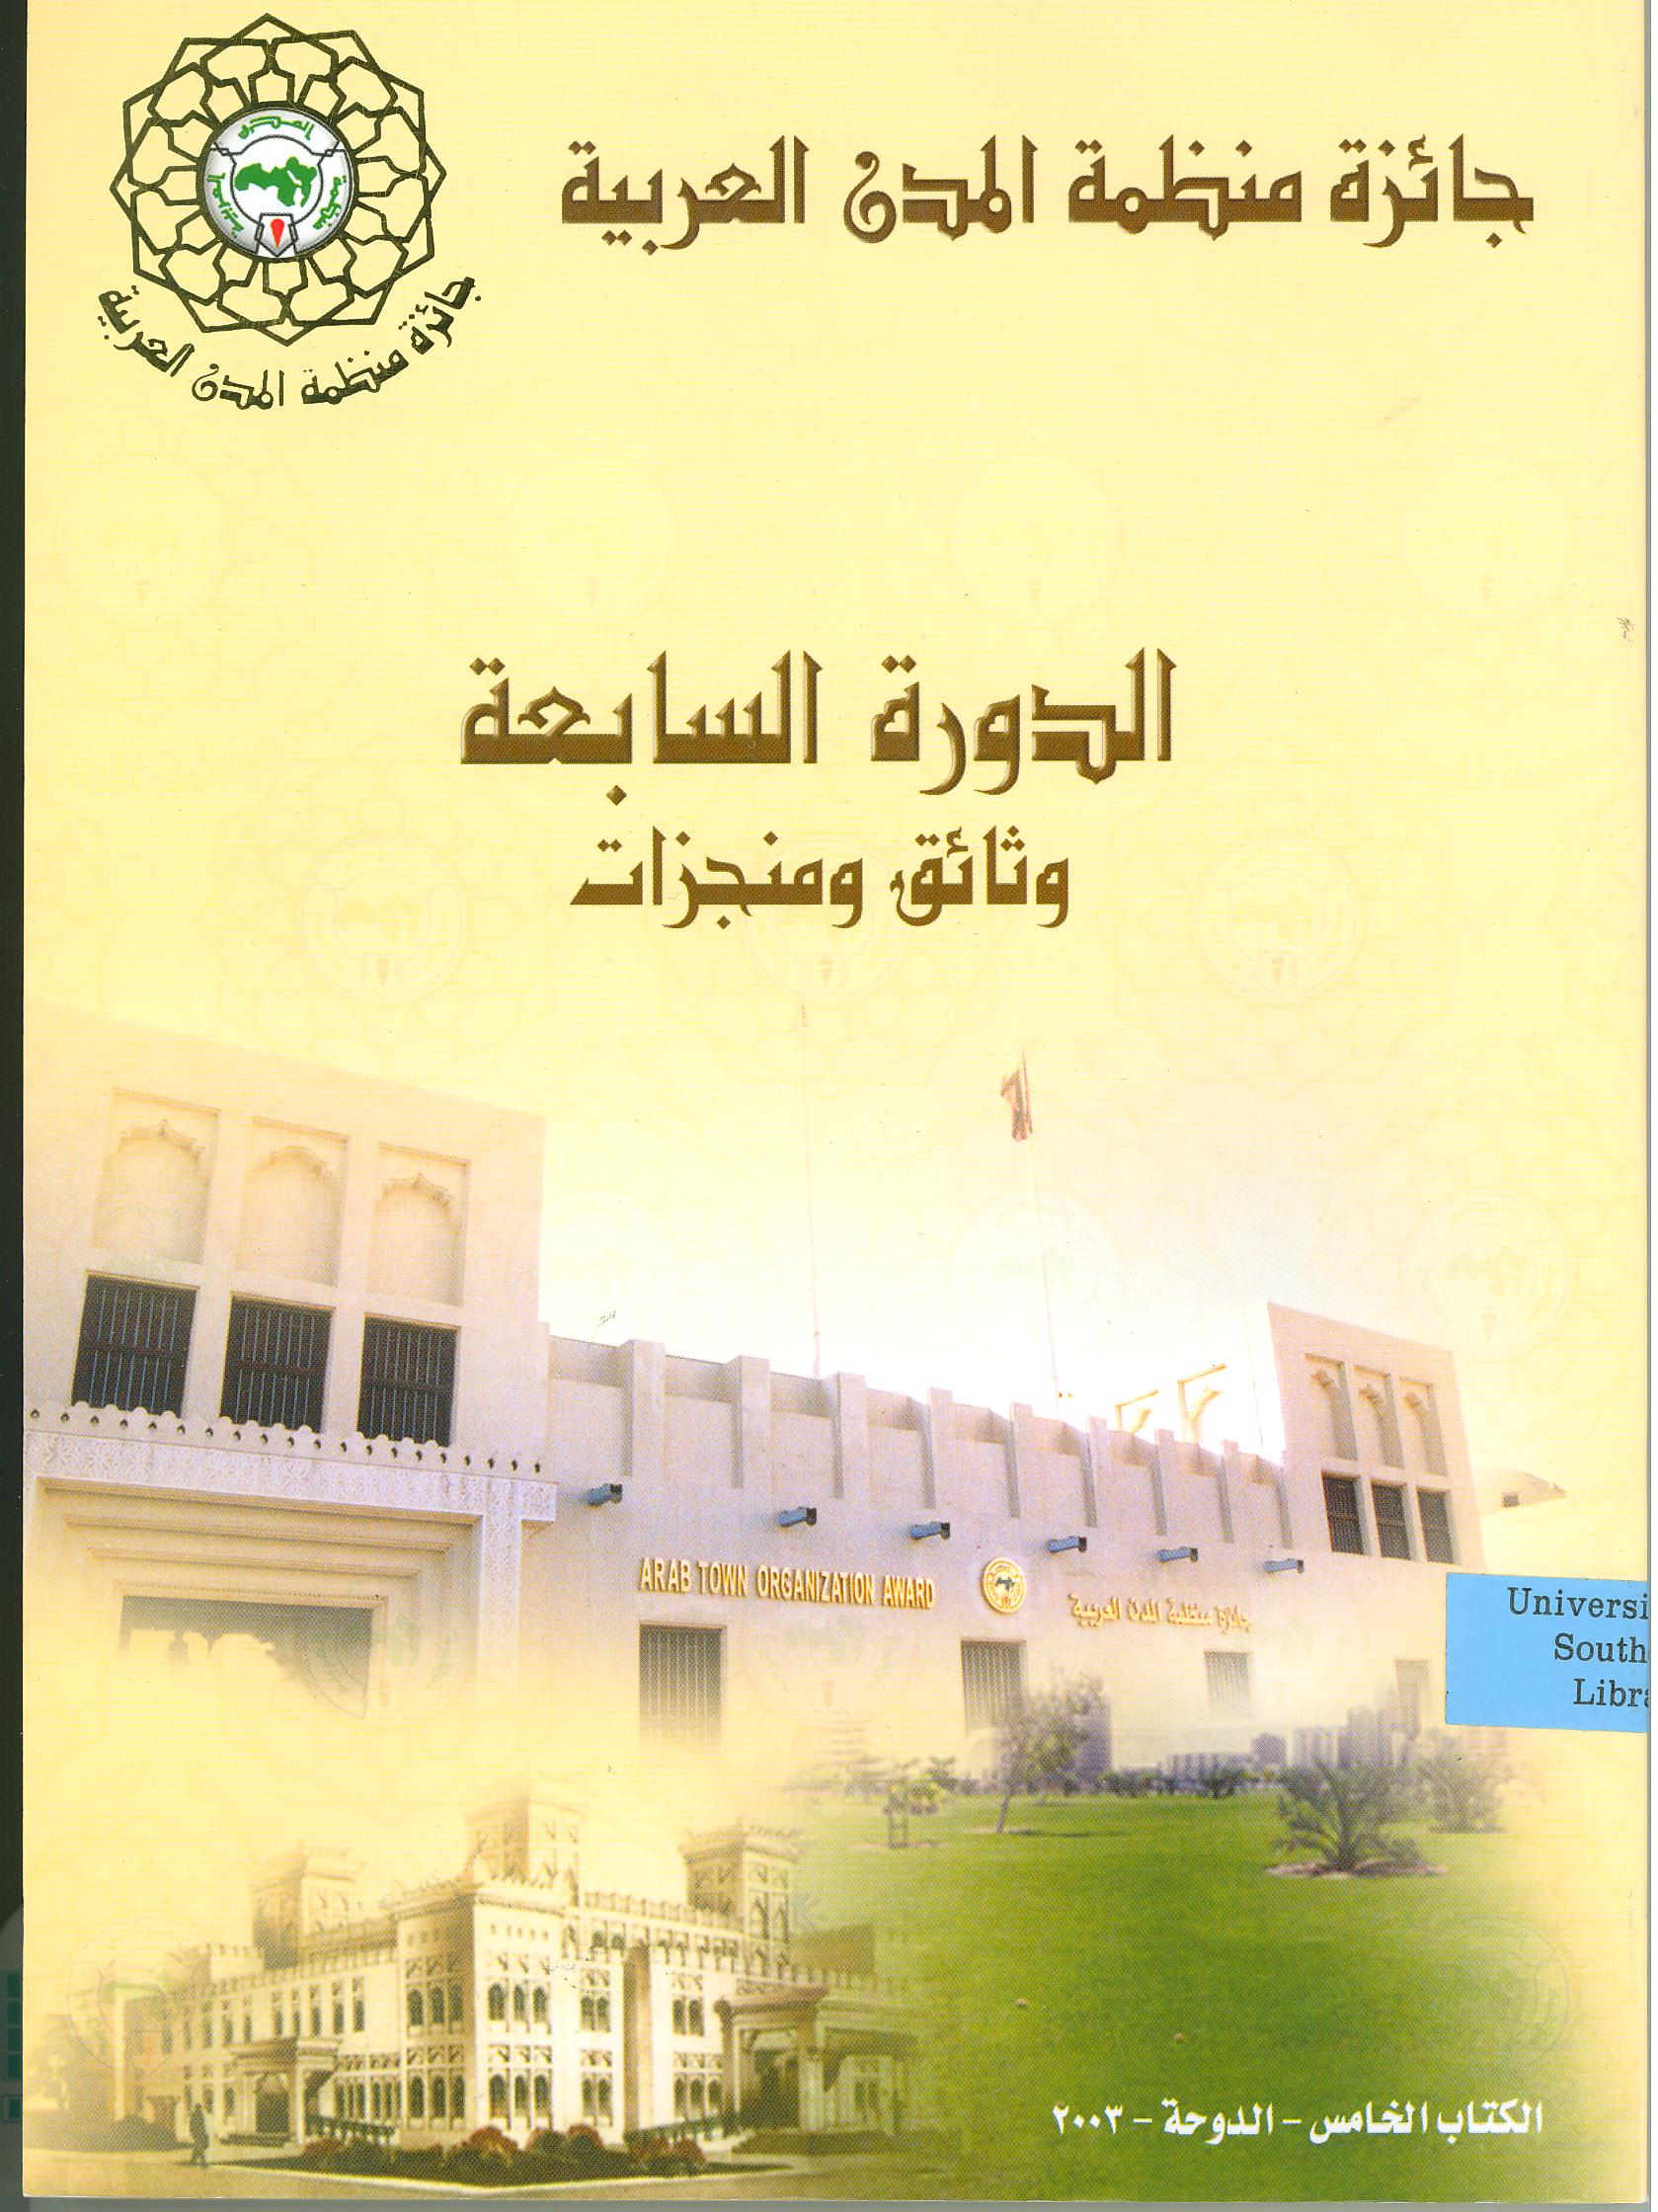 جائزة منظمة المدن العربية
المدن
جائزة منظمة المدن العربية
الدورة السابعة
وثائق ومنجزات
ARAB TOWN ORGANIZATION AWARD
جائزة منظمة المدن العربية
Universi
South
Libra
الكتاب الخامس - الدوحة - ٢٠٠٣